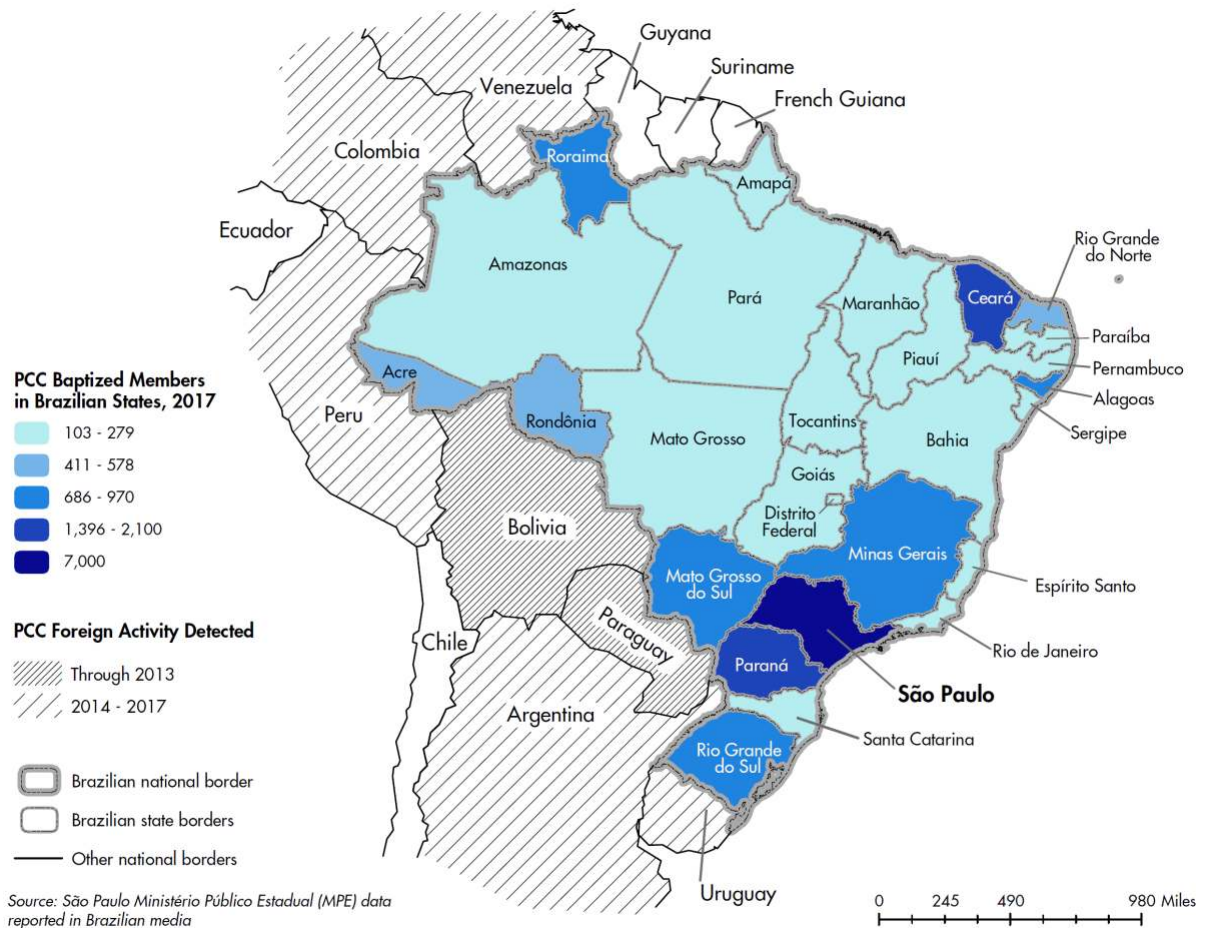 Guyana
Suriname
French Guiana
Venezuela
Colombia
Roraima
Amapá
Ecuador
Rio Grande
do Norte
Amazonas
Pará
Maranhão
Ceará
Paraíba
Piauí
Pernambuco
Acre
Alagoas
Peru
Rondônia
Mato Grosso
Tocantins
Bahia
Sergipe
Goiás
Distrito
Federal
Bolivia
Minas Gerais
Mato Grosso
do Sul
Espírito Santo
Paraguay
Chile
Rio de Janeiro
Paraná
São Paulo
Argentina
Santa Catarina
Rio Grande
do Sul
Uruguay
PCC Baptized Members
in Brazilian States, 2017
103 - 279
411 - 578
686 - 970
1,396 - 2,100
7,000
PCC Foreign Activity Detected
Through 2013
2014 - 2017
Brazilian national border
Brazilian state borders
Other national borders
Source: São Paulo Ministério Público Estadual (MPE) data
reported in Brazilian media
0 245 490 980 Miles